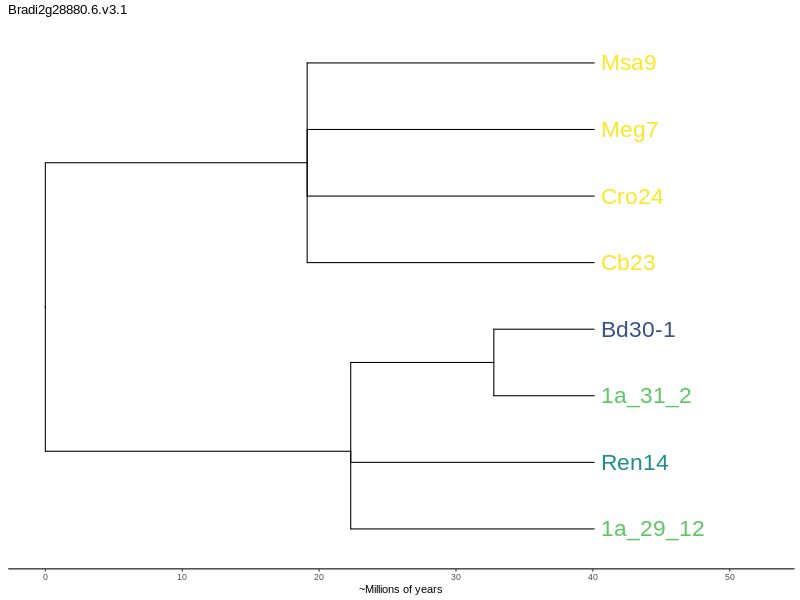 Bradi2g28880.6.v3.1
Msa9
Meg7
Cro24
Cb23
Bd30-1
1a_31_2
Ren14
1a_29_12
0 10 20 30 40 50
~Millions of years